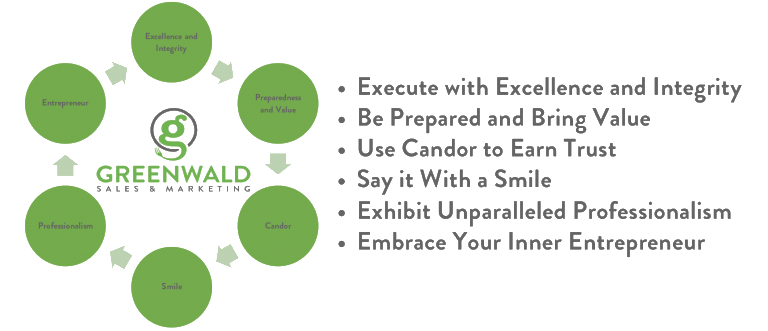 Excellence and
Integrity
Preparedness
and Value
Candor
Smile
Professionalism
Entrepreneur
g
GREENWALD
SALES & MARKETING
• Execute with Excellence and Integrity
• Be Prepared and Bring Value
• Use Candor to Earn Trust
• Say it With a Smile
• Exhibit Unparalleled Professionalism
• Embrace Your Inner Entrepreneur